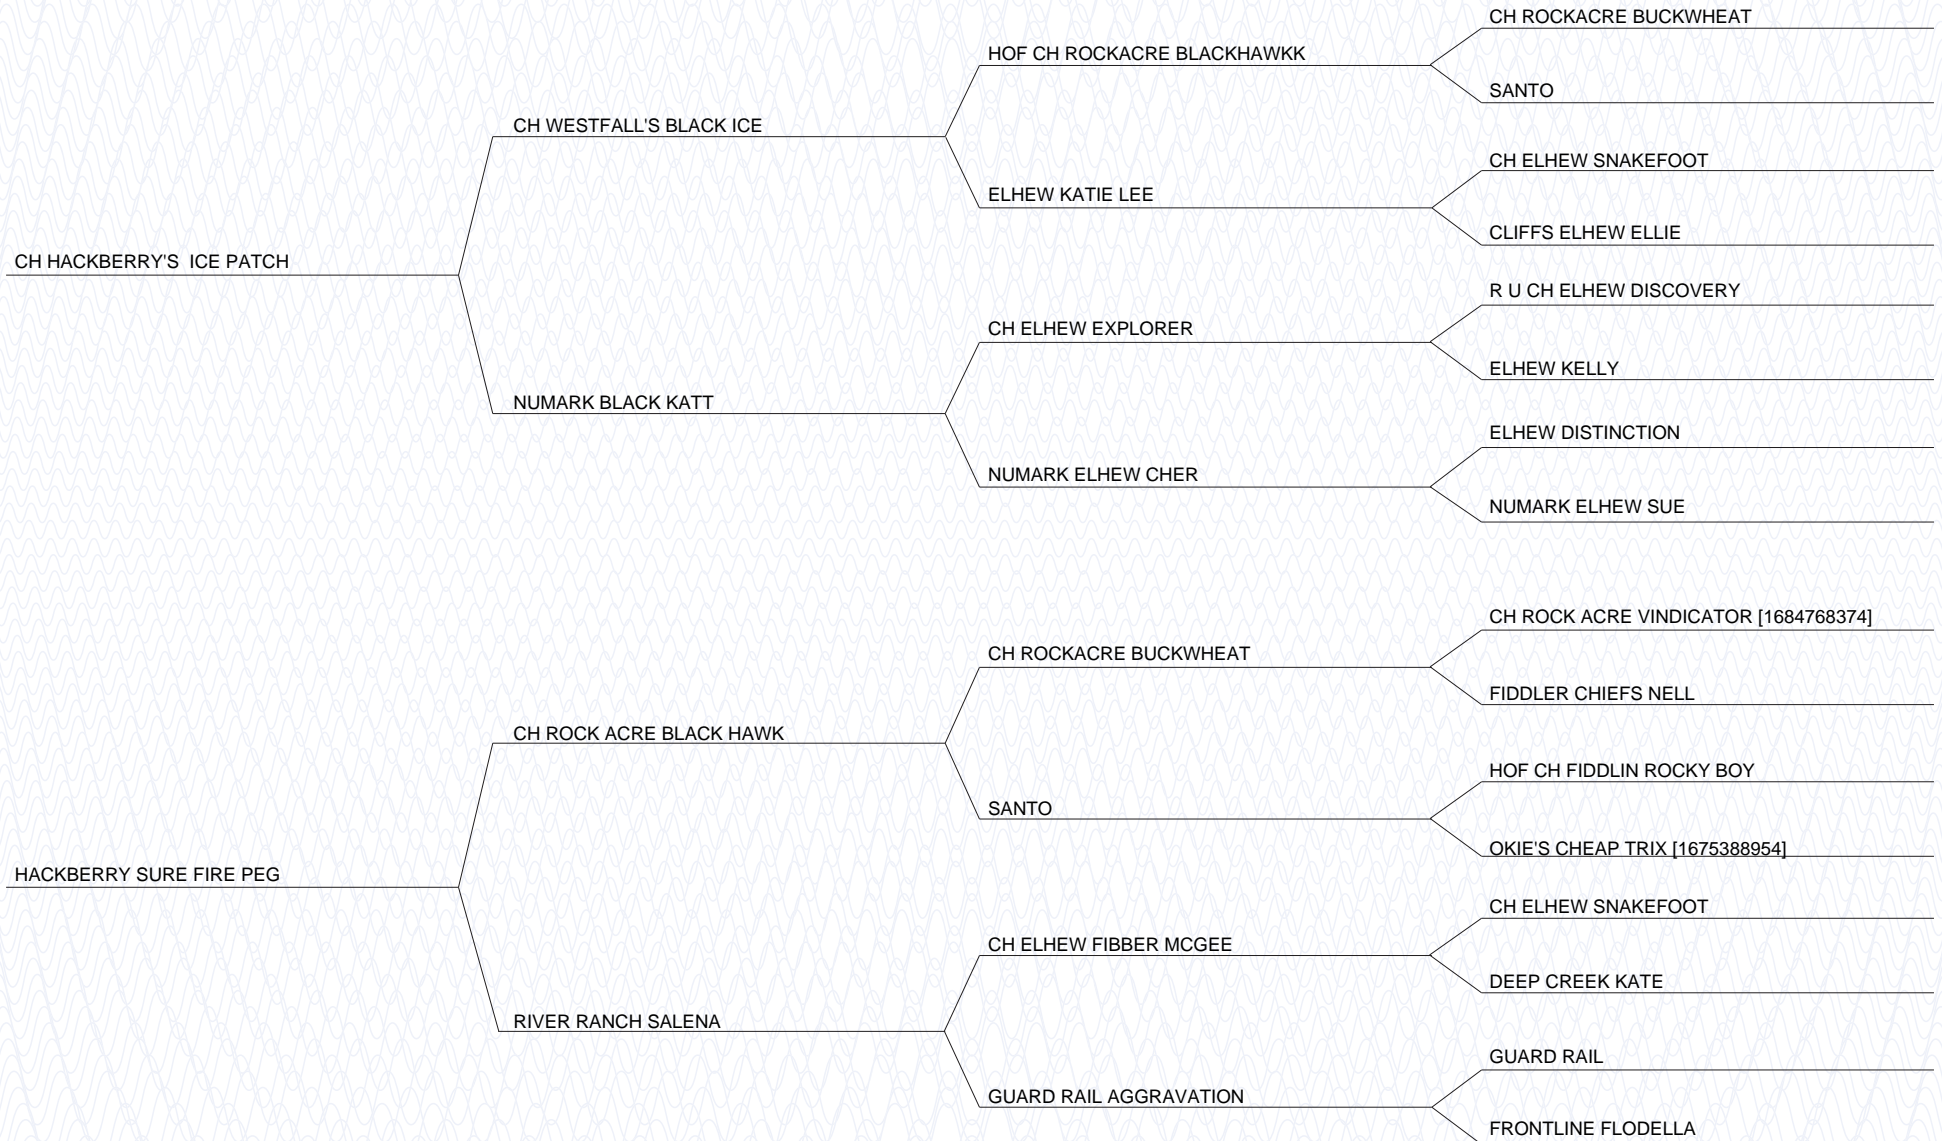 CH ROCKACRE BUCKWHEAT
HOF CH ROCKACRE BLACKHAWKK
SANTO
CH WESTFALL'S BLACK ICE
CH ELHEW SNAKEFOOT
ELHEW KATIE LEE
CLIFFS ELHEW ELLIE
CH HACKBERRY'S  ICE PATCH
R U CH ELHEW DISCOVERY
CH ELHEW EXPLORER
ELHEW KELLY
NUMARK BLACK KATT
ELHEW DISTINCTION
NUMARK ELHEW CHER
NUMARK ELHEW SUE
CH ROCK ACRE VINDICATOR [1684768374]
CH ROCKACRE BUCKWHEAT
FIDDLER CHIEFS NELL
CH ROCK ACRE BLACK HAWK
HOF CH FIDDLIN ROCKY BOY
SANTO
OKIE'S CHEAP TRIX [1675388954]
HACKBERRY SURE FIRE PEG
CH ELHEW SNAKEFOOT
CH ELHEW FIBBER MCGEE
DEEP CREEK KATE
RIVER RANCH SALENA
GUARD RAIL
GUARD RAIL AGGRAVATION
FRONTLINE FLODELLA